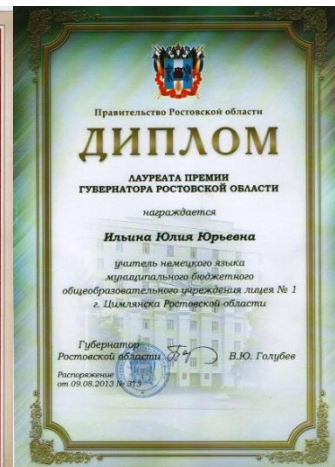 Правительство Ростовской области
ДИПЛОМ
ЛАУРЕАТА ПРЕМИИ
ГУБЕРНАТОРА РОСТОВСКОЙ ОБЛАСТИ
награждается
Ильина Юлия Юрьевна
учитель немецкого языка
муниципального бюджетного
общеобразовательного учреждения лицея № 1
г. Цимлянска Ростовской области
Губернатор
Ростовской области В.Ю. Голубев
Распоряжение
от 09.08.2013 № 315